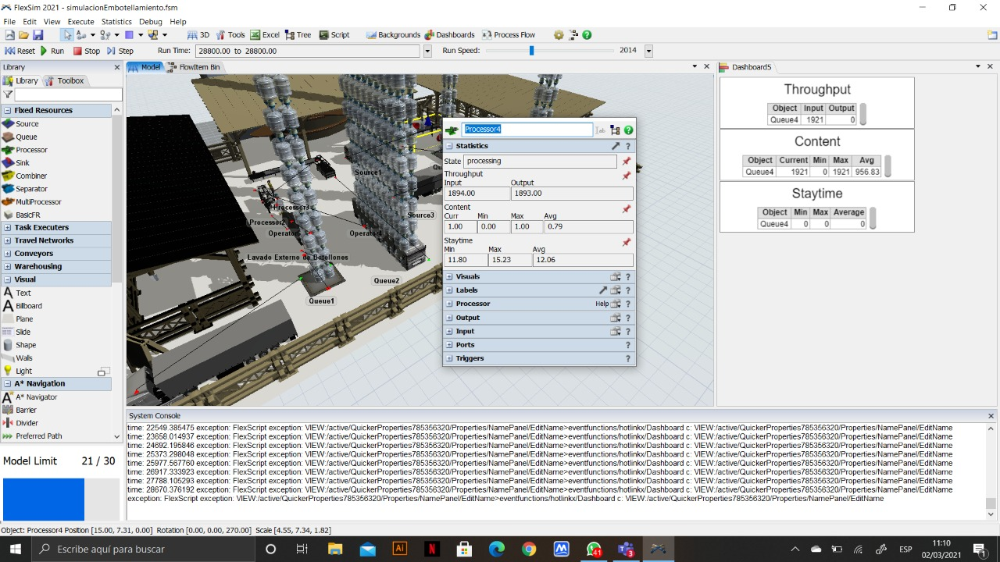 FlexSim 2021 - simulacionEmbotellamiento.fsm
File Edit View Execute Statistics Debug Help
3D Tools Excel Tree Script Backgrounds Dashboards Process Flow
Reset Run Stop Step Run Time: 28800.00 to 28800.00 Run Speed: 2014
Library
Library Toolbox
Fixed Resources
Source
Queue
Processor
Sink
Combiner
Separator
MultiProcessor
BasicFR
Task Executers
Travel Networks
Conveyors
Warehousing
Visual
Text
Billboard
Plane
Slide
Shape
Walls
Light
A* Navigation
A* Navigator
Barrier
Divider
Preferred Path
Model Limit 21 / 30
Model FlowItem Bin
Source1
Processor3
Processor2
Source3
Lavado Externo de Botellones
Queue2
Queue1
Processor4
Statistics
State processing
Throughput
Input Output
1894.00 1893.00
Content
Curr Min Max Avg
1.00 0.00 1.00 0.79
Staytime
Min Max Avg
11.80 15.23 12.06
Visuals
Labels
Processor Help
Output
Input
Ports
Triggers
Dashboard5
Throughput
Object Input Output
Queue4 1921 0
Content
Object Current Min Max Avg
Queue4 1921 0 1921 956.83
Staytime
Object Min Max Average
Queue4 0 0 0
System Console
time: 22549.385475 exception: FlexScript exception: VIEW:/active/QuickerProperties785356320/Properties/NamePanel/EditName>eventfunctions/hotlinkx/Dashboard c: VIEW:/active/QuickerProperties785356320/Properties/NamePanel/EditName
time: 23658.014937 exception: FlexScript exception: VIEW:/active/QuickerProperties785356320/Properties/NamePanel/EditName>eventfunctions/hotlinkx/Dashboard c: VIEW:/active/QuickerProperties785356320/Properties/NamePanel/EditName
time: 24692.195846 exception: FlexScript exception: VIEW:/active/QuickerProperties785356320/Properties/NamePanel/EditName>eventfunctions/hotlinkx/Dashboard c: VIEW:/active/QuickerProperties785356320/Properties/NamePanel/EditName
time: 25373.298048 exception: FlexScript exception: VIEW:/active/QuickerProperties785356320/Properties/NamePanel/EditName>eventfunctions/hotlinkx/Dashboard c: VIEW:/active/QuickerProperties785356320/Properties/NamePanel/EditName
time: 25977.567760 exception: FlexScript exception: VIEW:/active/QuickerProperties785356320/Properties/NamePanel/EditName>eventfunctions/hotlinkx/Dashboard c: VIEW:/active/QuickerProperties785356320/Properties/NamePanel/EditName
time: 26917.333923 exception: FlexScript exception: VIEW:/active/QuickerProperties785356320/Properties/NamePanel/EditName>eventfunctions/hotlinkx/Dashboard c: VIEW:/active/QuickerProperties785356320/Properties/NamePanel/EditName
time: 27788.105293 exception: FlexScript exception: VIEW:/active/QuickerProperties785356320/Properties/NamePanel/EditName>eventfunctions/hotlinkx/Dashboard c: VIEW:/active/QuickerProperties785356320/Properties/NamePanel/EditName
time: 28670.376192 exception: FlexScript exception: VIEW:/active/QuickerProperties785356320/Properties/NamePanel/EditName>eventfunctions/hotlinkx/Dashboard c: VIEW:/active/QuickerProperties785356320/Properties/NamePanel/EditName
exception: FlexScript exception: VIEW:/active/QuickerProperties785356320/Properties/NamePanel/EditName>eventfunctions/hotlinkx/Dashboard c: VIEW:/active/QuickerProperties785356320/Properties/NamePanel/EditName
Object: Processor4 Position [15.00, 7.31, 0.00] Rotation [0.00, 0.00, 270.00] Scale [4.55, 7.34, 1.82]
Escribe aquí para buscar
Ai
N
41
ESP
11:10
02/03/2021
1